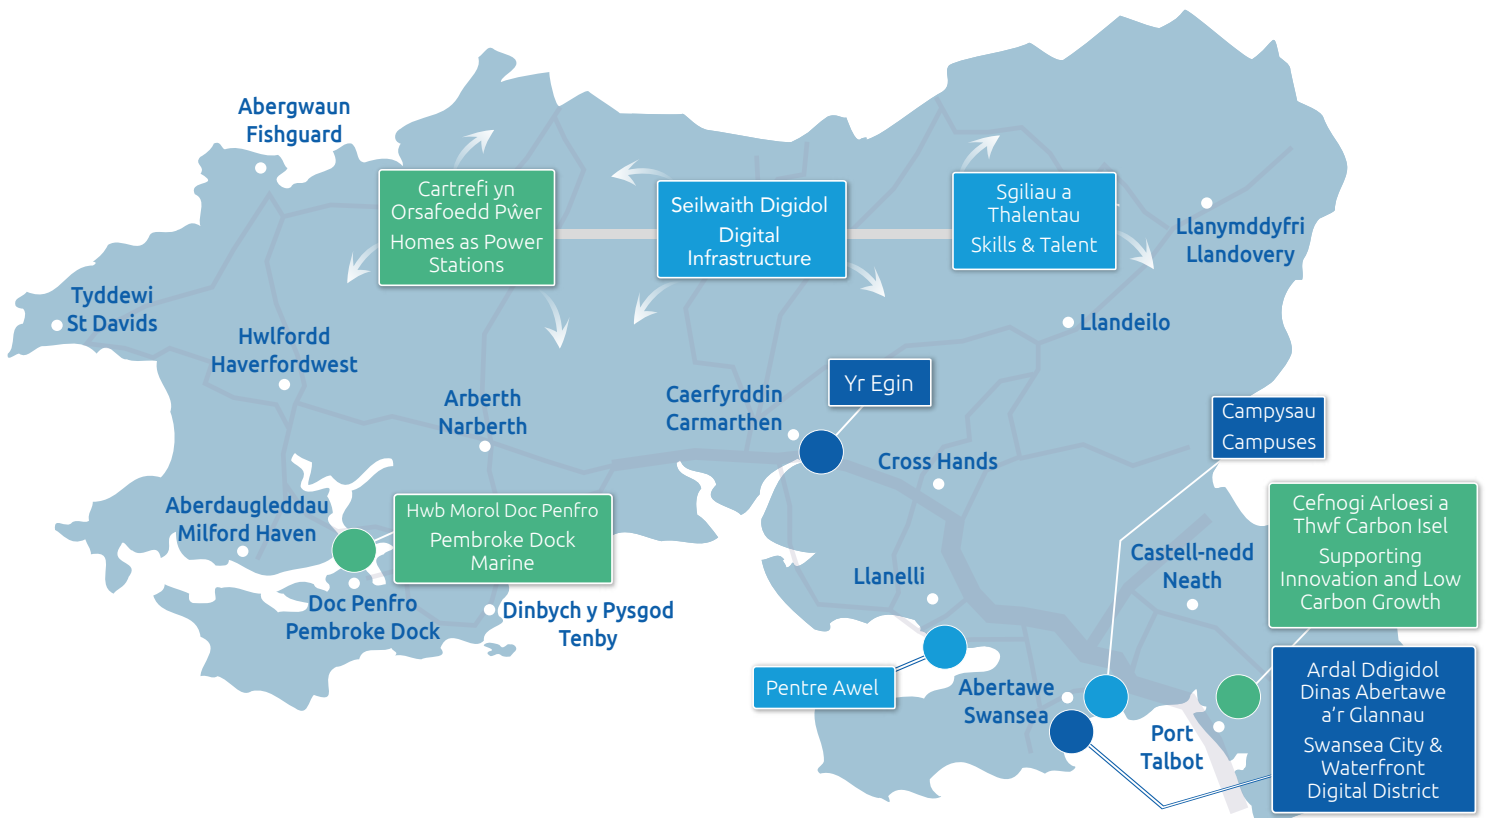 Abergwaun
Fishguard
Cartrefi yn
Orsafoedd Pŵer
Homes as Power
Stations
Seilwaith Digidol
Digital
Infrastructure
Sgiliau a
Thalentau
Skills & Talent
Llanymddyfri
Llandovery
Tyddewi
St Davids
Hwlfordd
Haverfordwest
Llandeilo
Arberth
Narberth
Caerfyrddin
Carmarthen
Yr Egin
Campysau
Campuses
Cross Hands
Aberdaugleddau
Milford Haven
Hwb Morol Doc Penfro
Pembroke Dock
Marine
Cefnogi Arloesi a
Thwf Carbon Isel
Supporting
Innovation and Low
Carbon Growth
Castell-nedd
Neath
Llanelli
Doc Penfro
Pembroke Dock
Dinbych y Pysgod
Tenby
Pentre Awel
Abertawe
Swansea
Port
Talbot
Ardal Ddigidol
Dinas Abertawe
a'r Glannau
Swansea City &
Waterfront
Digital District